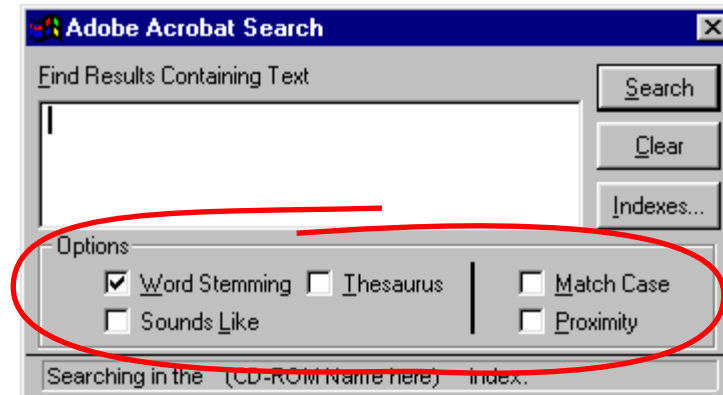 Adobe Acrobat Search
Find Results Containing Text
Search
Clear
Indexes...
Options
Word Stemming Thesaurus Match Case
Sounds Like Proximity
Searching in the (CD-ROM Name here) index.